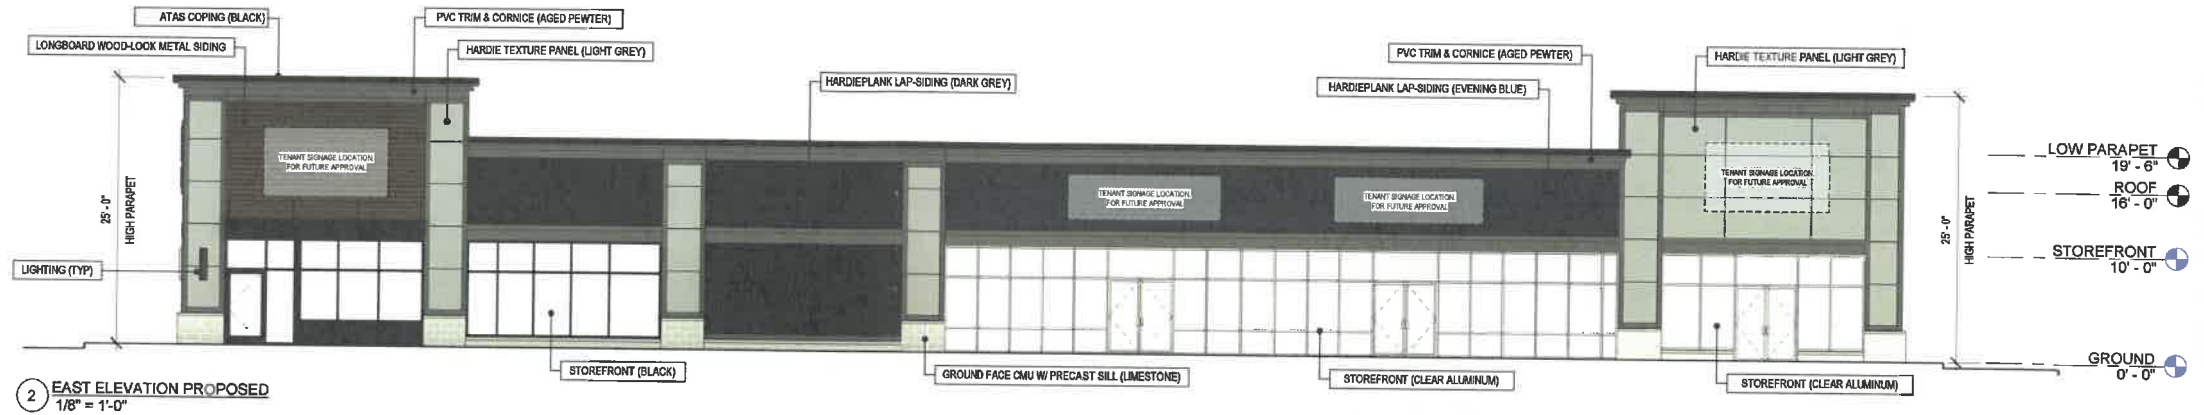 ATAS COPING (BLACK)
PVC TRIM & CORNICE (AGED PEWTER)
LONGBOARD WOOD-LOOK METAL SIDING
HARDIE TEXTURE PANEL (LIGHT GREY)
HARDIEPLANK LAP-SIDING (DARK GREY)
PVC TRIM & CORNICE (AGED PEWTER)
HARDIEPLANK LAP-SIDING (EVENING BLUE)
HARDIE TEXTURE PANEL (LIGHT GREY)
25' - 0"
HIGH PARAPET
TENANT SIGNAGE LOCATION
FOR FUTURE APPROVAL
TENANT SIGNAGE LOCATION
FOR FUTURE APPROVAL
TENANT SIGNAGE LOCATION
FOR FUTURE APPROVAL
TENANT SIGNAGE LOCATION
FOR FUTURE APPROVAL
25' - 0"
HIGH PARAPET
LOW PARAPET
19' - 6"
ROOF
16' - 0"
STOREFRONT
10' - 0"
GROUND
0' - 0"
LIGHTING (TYP)
STOREFRONT (BLACK)
GROUND FACE CMU W/ PRECAST SILL (LIMESTONE)
STOREFRONT (CLEAR ALUMINUM)
STOREFRONT (CLEAR ALUMINUM)
2
EAST ELEVATION PROPOSED
1/8" = 1'-0"